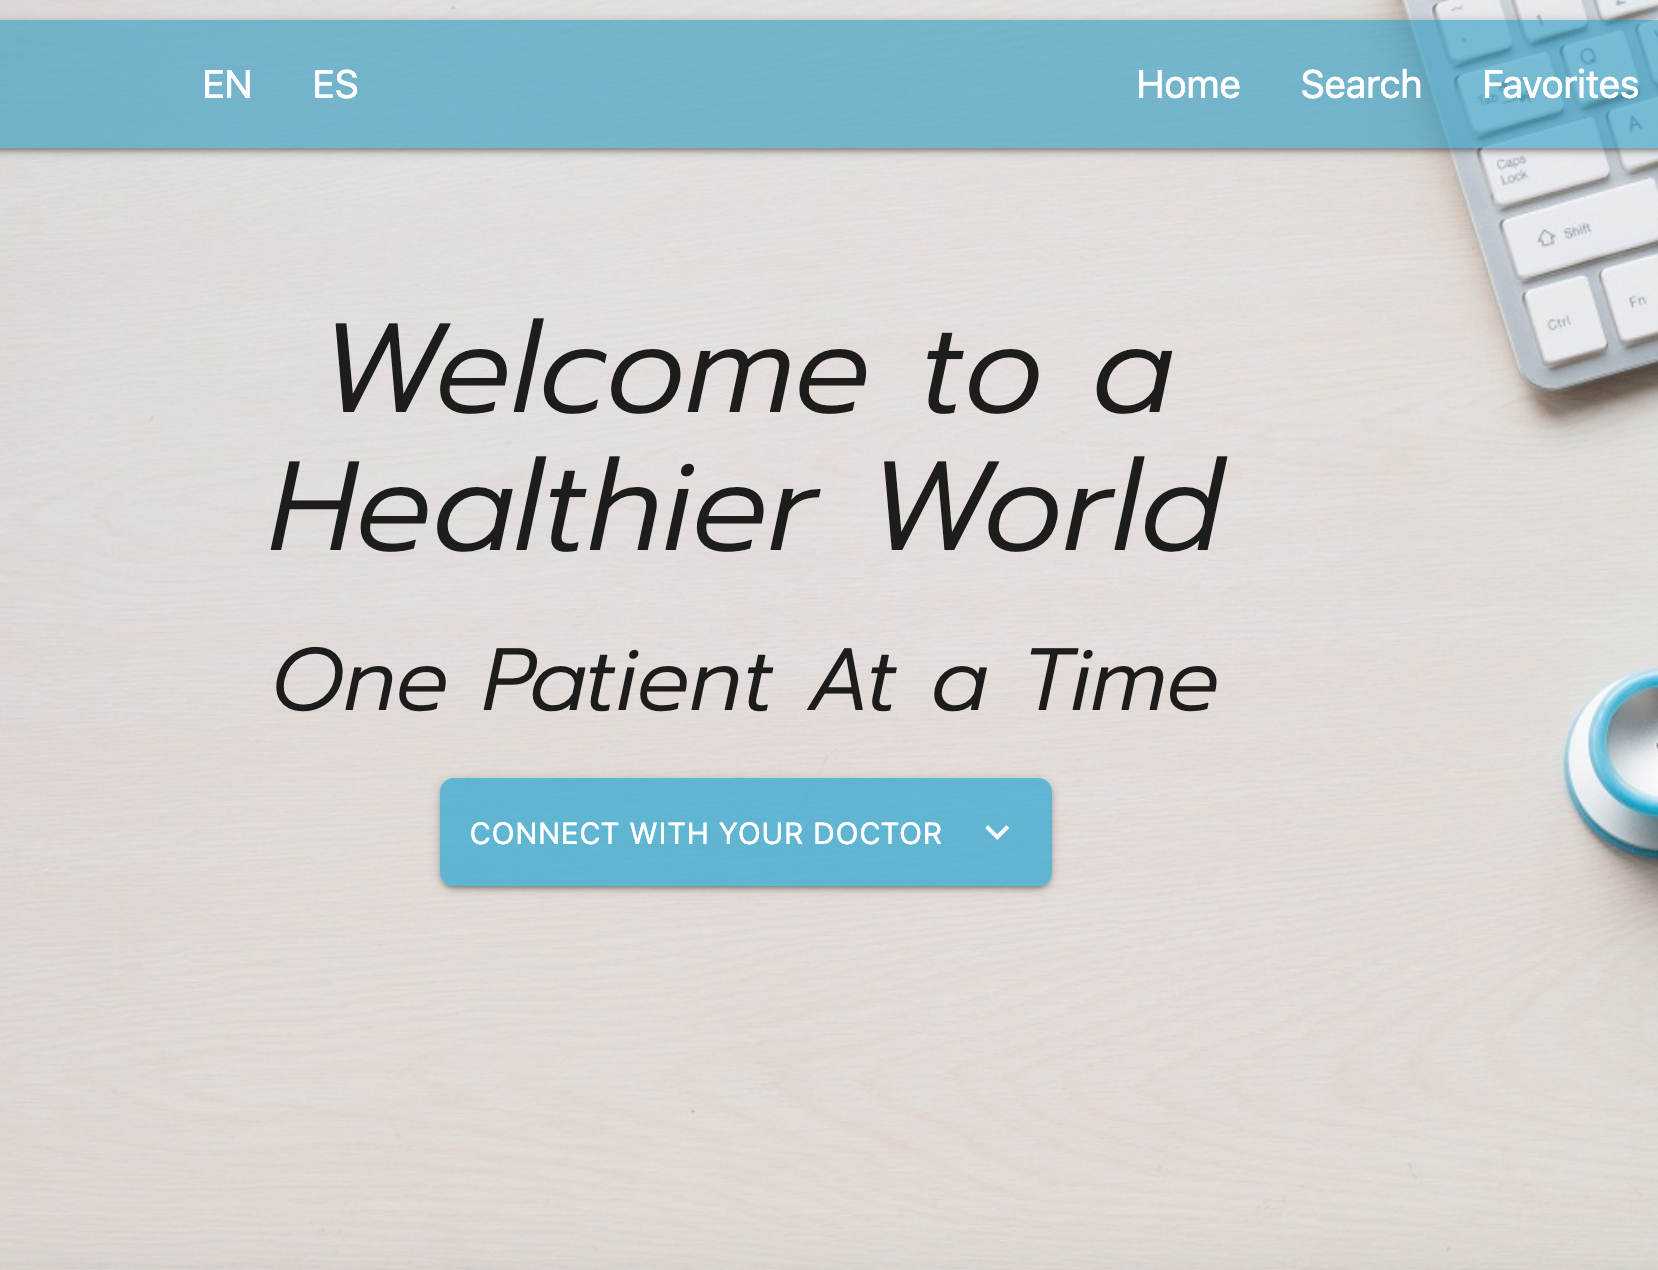 EN ES Home Search Favorites
Q
Tab
A
Caps
Lock
Shift
Ctrl
Fn
Welcome to a
Healthier World
One Patient At a Time
CONNECT WITH YOUR DOCTOR